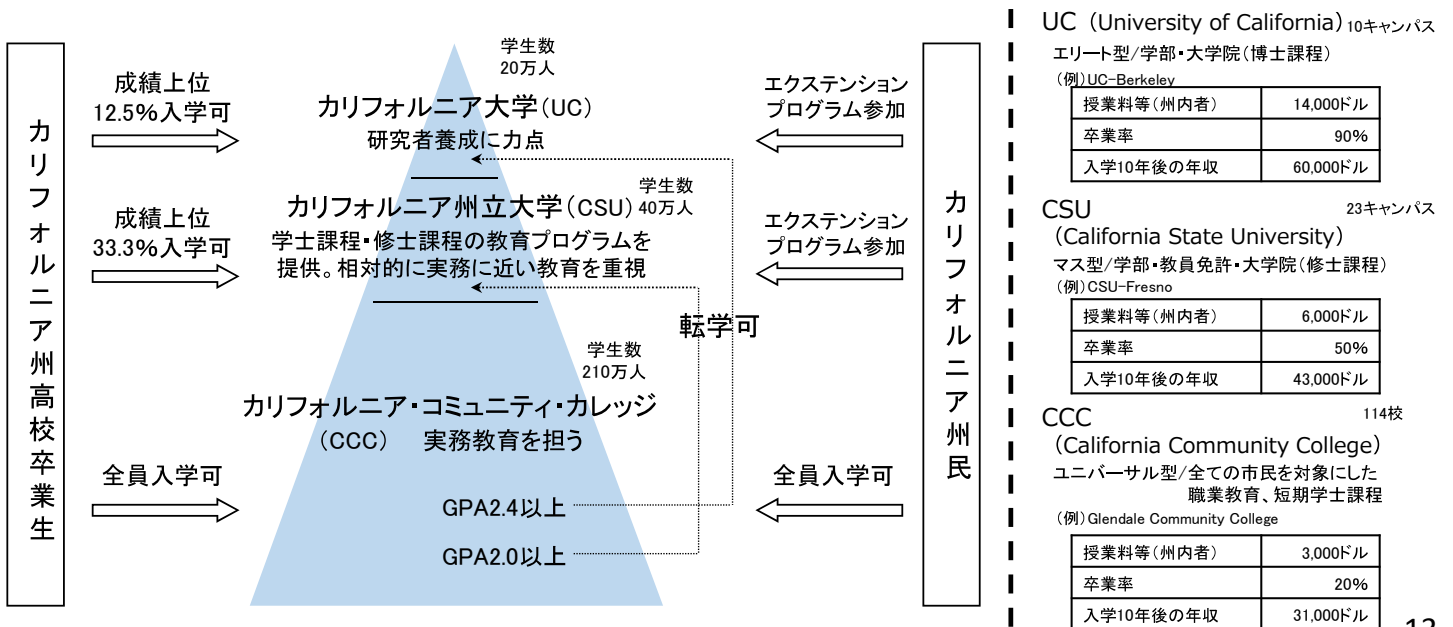 カリフォルニア州高校卒業生
成績上位
12.5%入学可
成績上位
33.3%入学可
全員入学可
学生数
20万人
カリフォルニア大学(UC)
研究者養成に力点
学生数
40万人
カリフォルニア州立大学(CSU)
学士課程・修士課程の教育プログラムを
提供。相対的に実務に近い教育を重視
転学可
学生数
210万人
カリフォルニア・コミュニティ・カレッジ
(CCC) 実務教育を担う
GPA2.4以上
GPA2.0以上
エクステンション
プログラム参加
エクステンション
プログラム参加
全員入学可
カリフォルニア州民
UC (University of California) 10キャンパス
エリート型/学部・大学院(博士課程)
(例)UC-Berkeley
授業料等(州内者) 14,000ドル
卒業率 90%
入学10年後の年収 60,000ドル
CSU 23キャンパス
(California State University)
マス型/学部・教員免許・大学院(修士課程)
(例)CSU-Fresno
授業料等(州内者) 6,000ドル
卒業率 50%
入学10年後の年収 43,000ドル
CCC 114校
(California Community College)
ユニバーサル型/全ての市民を対象にした
職業教育、短期学士課程
(例)Glendale Community College
授業料等(州内者) 3,000ドル
卒業率 20%
入学10年後の年収 31,000ドル